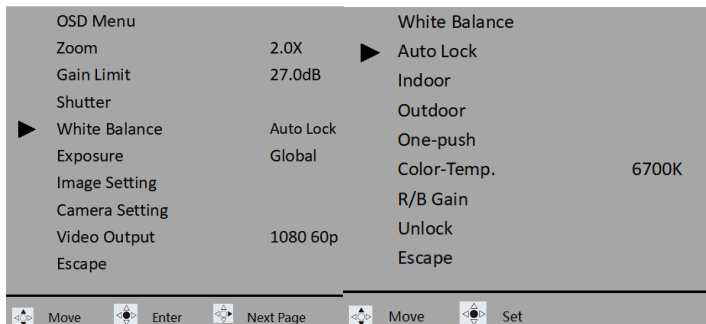 OSD Menu
Zoom 2.0X
Gain Limit 27.0dB
Shutter
White Balance Auto Lock
Exposure Global
Image Setting
Camera Setting
Video Output 1080 60p
Escape
Move Enter Next Page
White Balance
Auto Lock
Indoor
Outdoor
One-push
Color-Temp. 6700K
R/B Gain
Unlock
Escape
Move Set